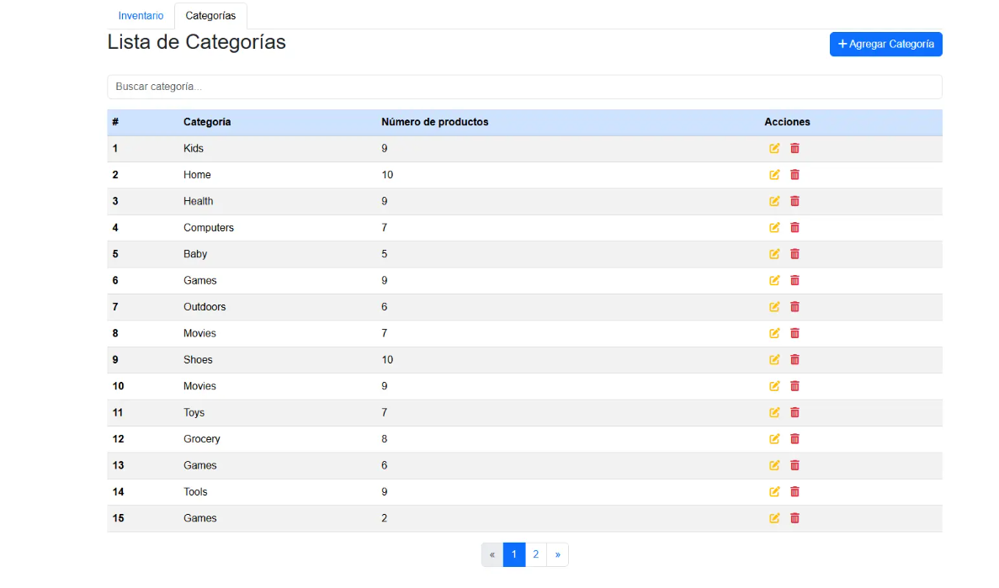 Inventario Categorías
Lista de Categorías
+ Agregar Categoría
Buscar categoría...
# Categoría Número de productos Acciones
1 Kids 9
2 Home 10
3 Health 9
4 Computers 7
5 Baby 5
6 Games 9
7 Outdoors 6
8 Movies 7
9 Shoes 10
10 Movies 9
11 Toys 7
12 Grocery 8
13 Games 6
14 Tools 9
15 Games 2
« 1 2 »